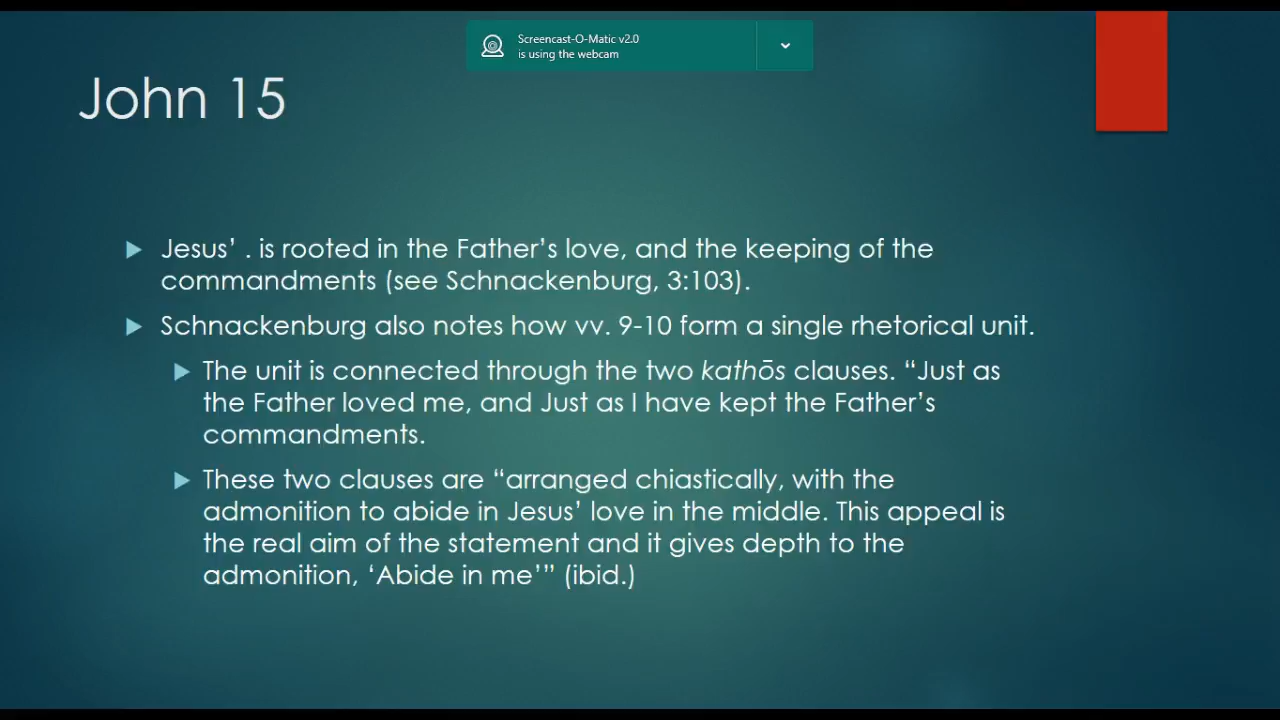 Screencast-O-Matic v2.0
is using the webcam
John 15
Jesus’ . is rooted in the Father’s love, and the keeping of the
commandments (see Schnackenburg, 3:103).
Schnackenburg also notes how vv. 9-10 form a single rhetorical unit.
The unit is connected through the two kathōs clauses. “Just as
the Father loved me, and Just as I have kept the Father’s
commandments.
These two clauses are “arranged chiastically, with the
admonition to abide in Jesus’ love in the middle. This appeal is
the real aim of the statement and it gives depth to the
admonition, ‘Abide in me’” (ibid.)